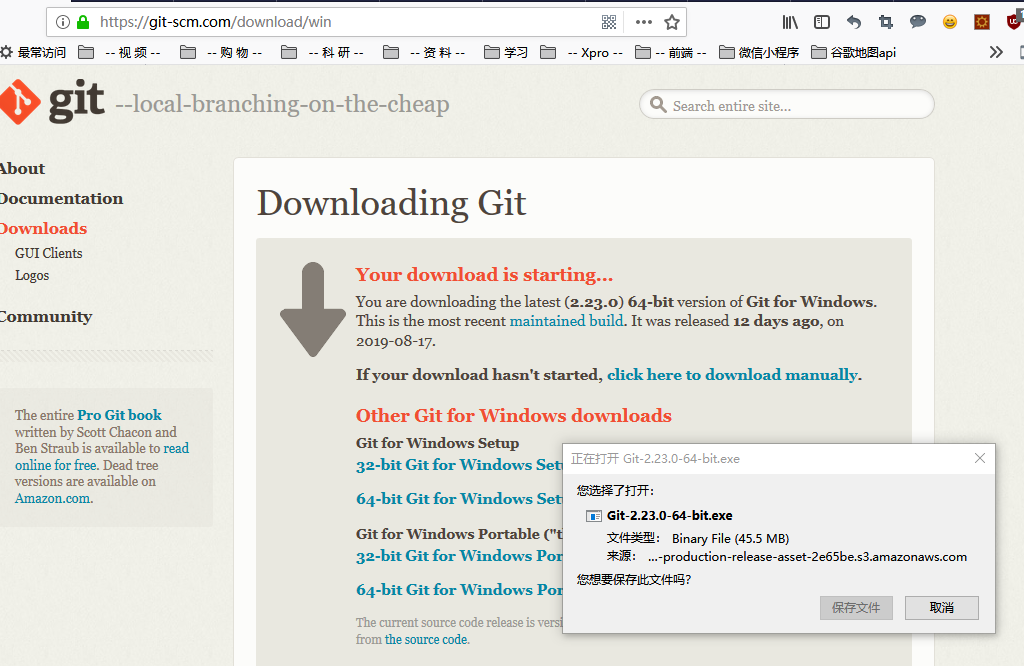 https://git-scm.com/download/win
最常访问 -- 视 频 -- -- 购 物 -- -- 科 研 -- -- 资 料 -- 学习 -- Xpro -- -- 前端 -- 微信小程序 谷歌地图api
git --local-branching-on-the-cheap
Search entire site...
About
Documentation
Downloads
GUI Clients
Logos
Community
The entire Pro Git book
written by Scott Chacon and
Ben Straub is available to read
online for free. Dead tree
versions are available on
Amazon.com.
Downloading Git
Your download is starting...
You are downloading the latest (2.23.0) 64-bit version of Git for Windows.
This is the most recent maintained build. It was released 12 days ago, on
2019-08-17.
If your download hasn't started, click here to download manually.
Other Git for Windows downloads
Git for Windows Setup
32-bit Git for Windows Setu
64-bit Git for Windows Setu
Git for Windows Portable ("t
32-bit Git for Windows Por
64-bit Git for Windows Por
The current source code release is versi
from the source code.
正在打开 Git-2.23.0-64-bit.exe
您选择了打开:
Git-2.23.0-64-bit.exe
文件类型: Binary File (45.5 MB)
来源: ...-production-release-asset-2e65be.s3.amazonaws.com
您想要保存此文件吗?
保存文件 取消